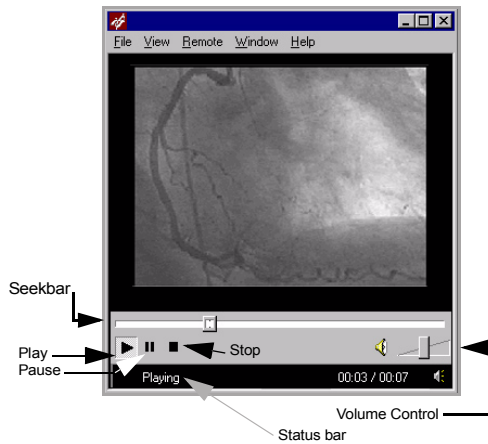 File View Remote Window Help
Seekbar
Play
Stop
Pause
Playing 00:03 / 00:07
Volume Control
Status bar